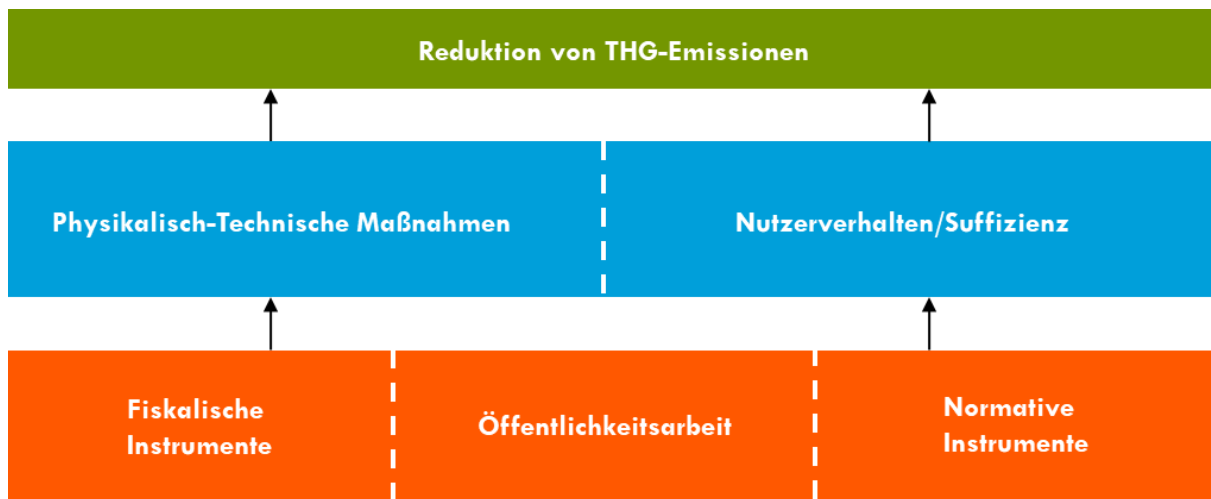 Reduktion von THG-Emissionen
Physikalisch-Technische Maßnahmen
Nutzerverhalten/Suffizienz
Fiskalische
Instrumente
Öffentlichkeitsarbeit
Normative
Instrumente